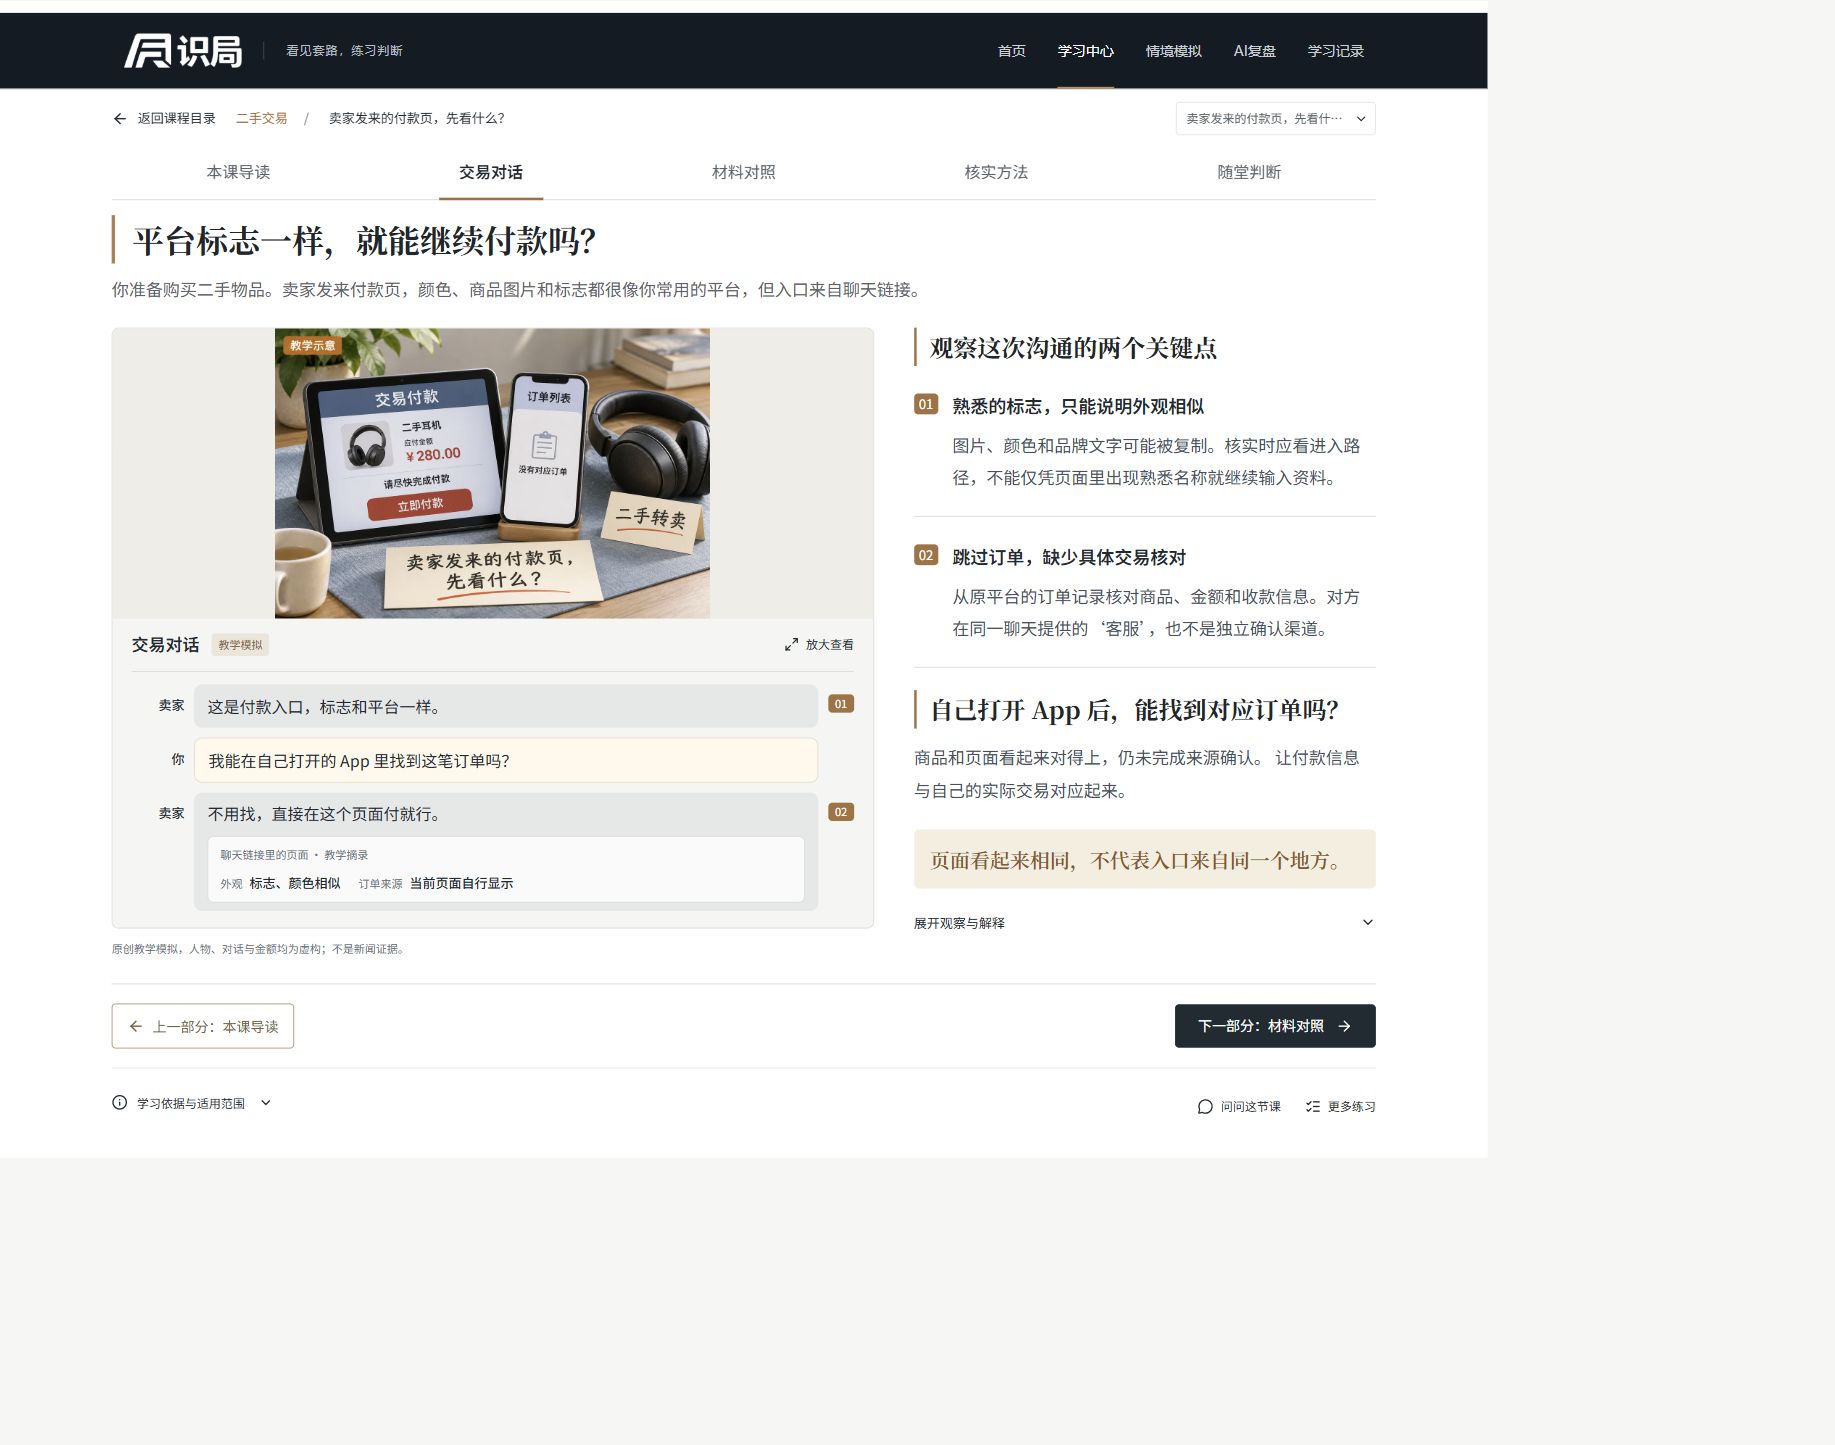 识局
看见套路，练习判断
首页
学习中心
情境模拟
AI复盘
学习记录
返回课程目录
二手交易 / 卖家发来的付款页，先看什么？
卖家发来的付款页，先看什…
本课导读
交易对话
材料对照
核实方法
随堂判断
平台标志一样，就能继续付款吗？
你准备购买二手物品。卖家发来付款页，颜色、商品图片和标志都很像你常用的平台，但入口来自聊天链接。
教学示意
交易付款
二手耳机
应付金额
¥280.00
请尽快完成付款
立即付款
订单列表
没有对应订单
二手转卖
卖家发来的付款页，
先看什么？
交易对话
教学模拟
放大查看
卖家
这是付款入口，标志和平台一样。
01
你
我能在自己打开的 App 里找到这笔订单吗？
卖家
不用找，直接在这个页面付就行。
02
聊天链接里的页面 · 教学摘录
外观 标志、颜色相似 订单来源 当前页面自行显示
原创教学模拟，人物、对话与金额均为虚构；不是新闻证据。
观察这次沟通的两个关键点
01 熟悉的标志，只能说明外观相似
图片、颜色和品牌文字可能被复制。核实时应看进入路
径，不能仅凭页面里出现熟悉名称就继续输入资料。
02 跳过订单，缺少具体交易核对
从原平台的订单记录核对商品、金额和收款信息。对方
在同一聊天提供的‘客服’，也不是独立确认渠道。
自己打开 App 后，能找到对应订单吗？
商品和页面看起来对得上，仍未完成来源确认。 让付款信息
与自己的实际交易对应起来。
页面看起来相同，不代表入口来自同一个地方。
展开观察与解释
上一部分：本课导读
下一部分：材料对照
学习依据与适用范围
问问这节课
更多练习